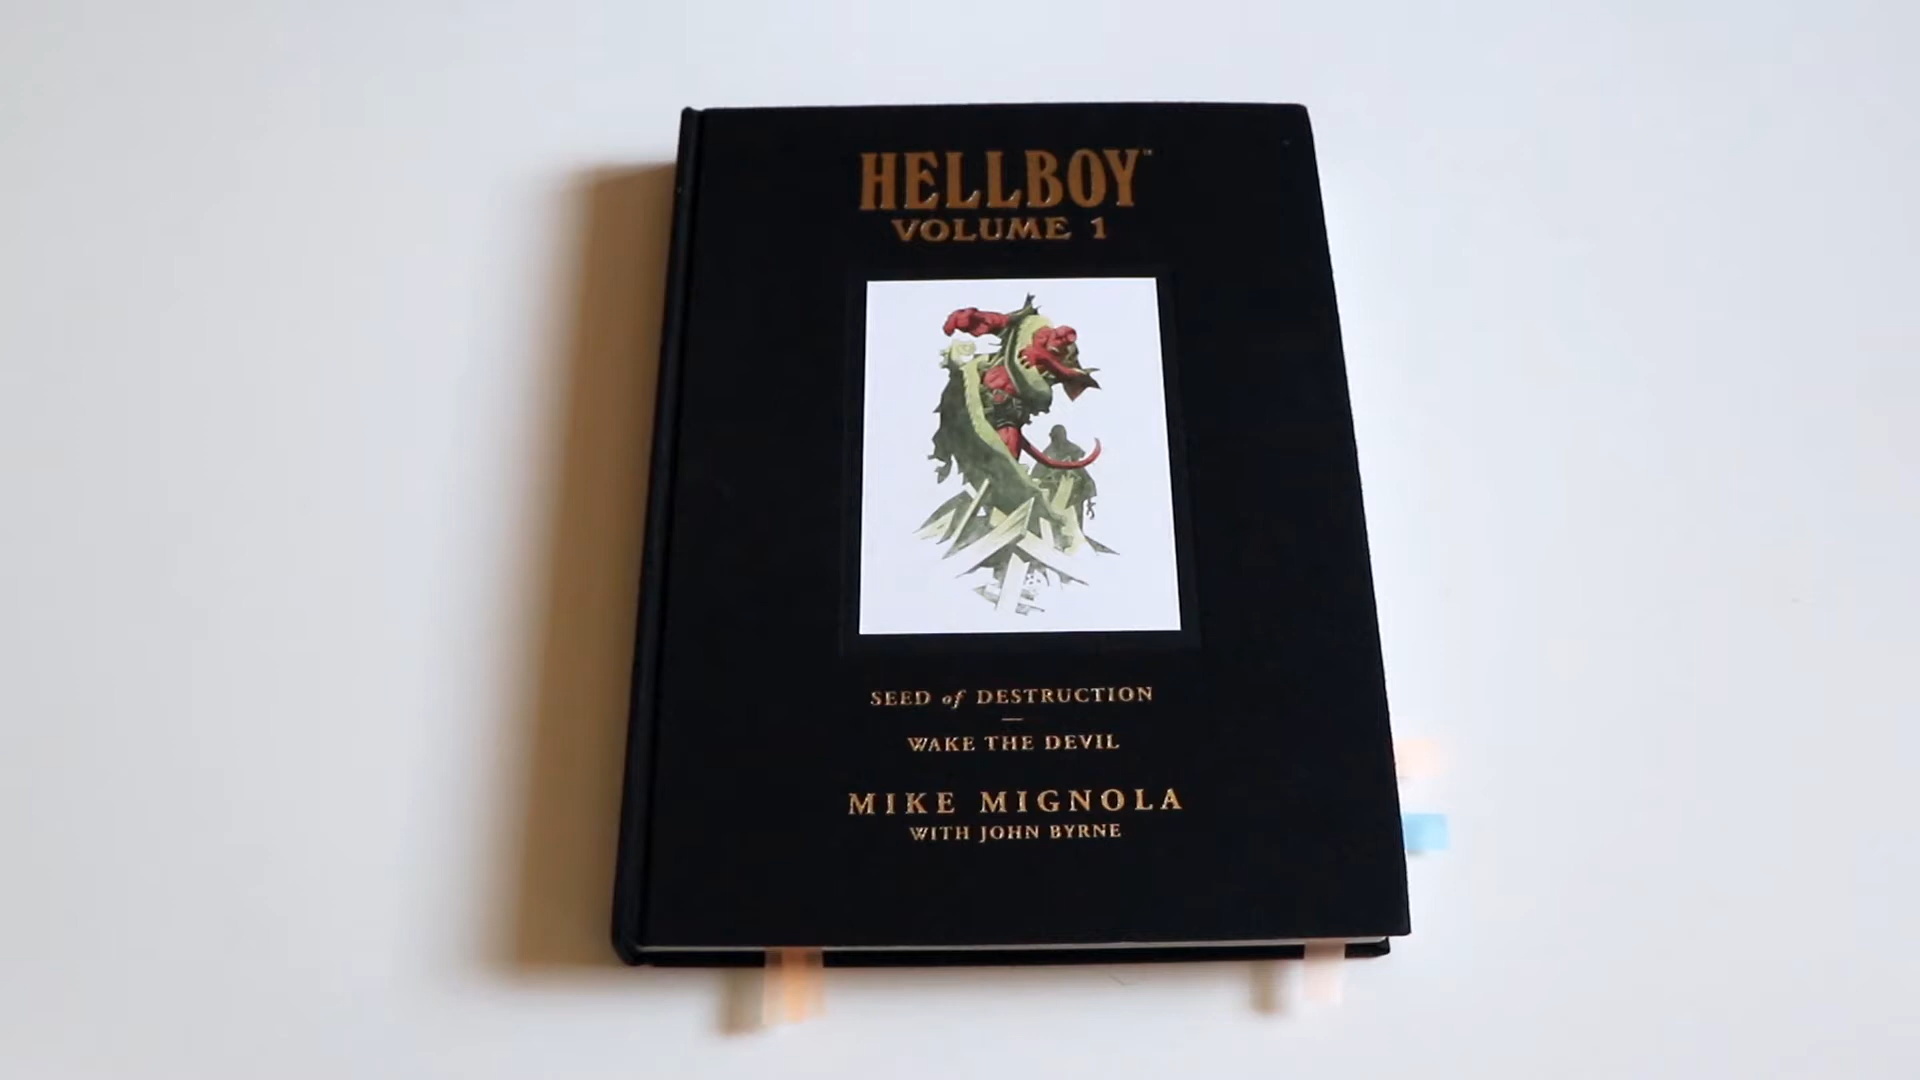 HELLBOY™
VOLUME 1
SEED of DESTRUCTION
—
WAKE THE DEVIL
MIKE MIGNOLA
WITH JOHN BYRNE